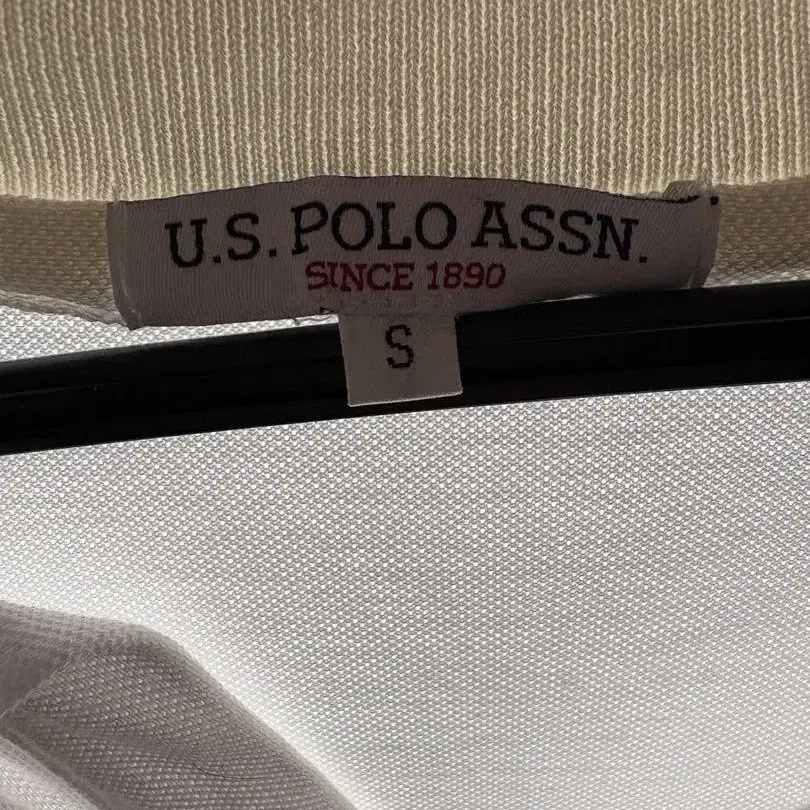 U.S. POLO ASSN.
SINCE 1890
S